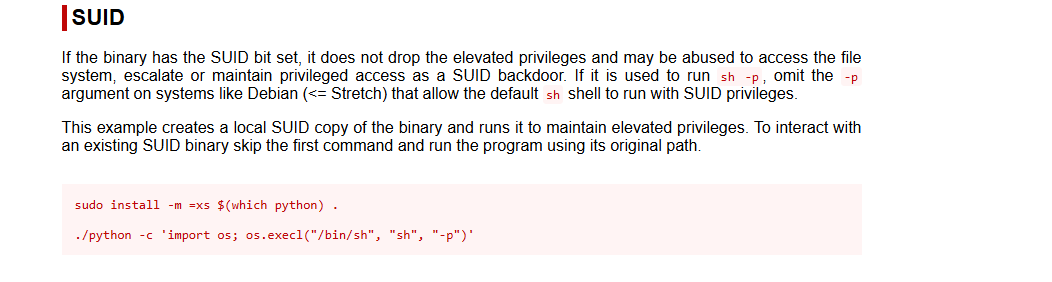 SUID
If the binary has the SUID bit set, it does not drop the elevated privileges and may be abused to access the file
system, escalate or maintain privileged access as a SUID backdoor. If it is used to run sh -p, omit the -p
argument on systems like Debian (<= Stretch) that allow the default sh shell to run with SUID privileges.
This example creates a local SUID copy of the binary and runs it to maintain elevated privileges. To interact with
an existing SUID binary skip the first command and run the program using its original path.
sudo install -m =xs $(which python) .
./python -c 'import os; os.execl("/bin/sh", "sh", "-p")'